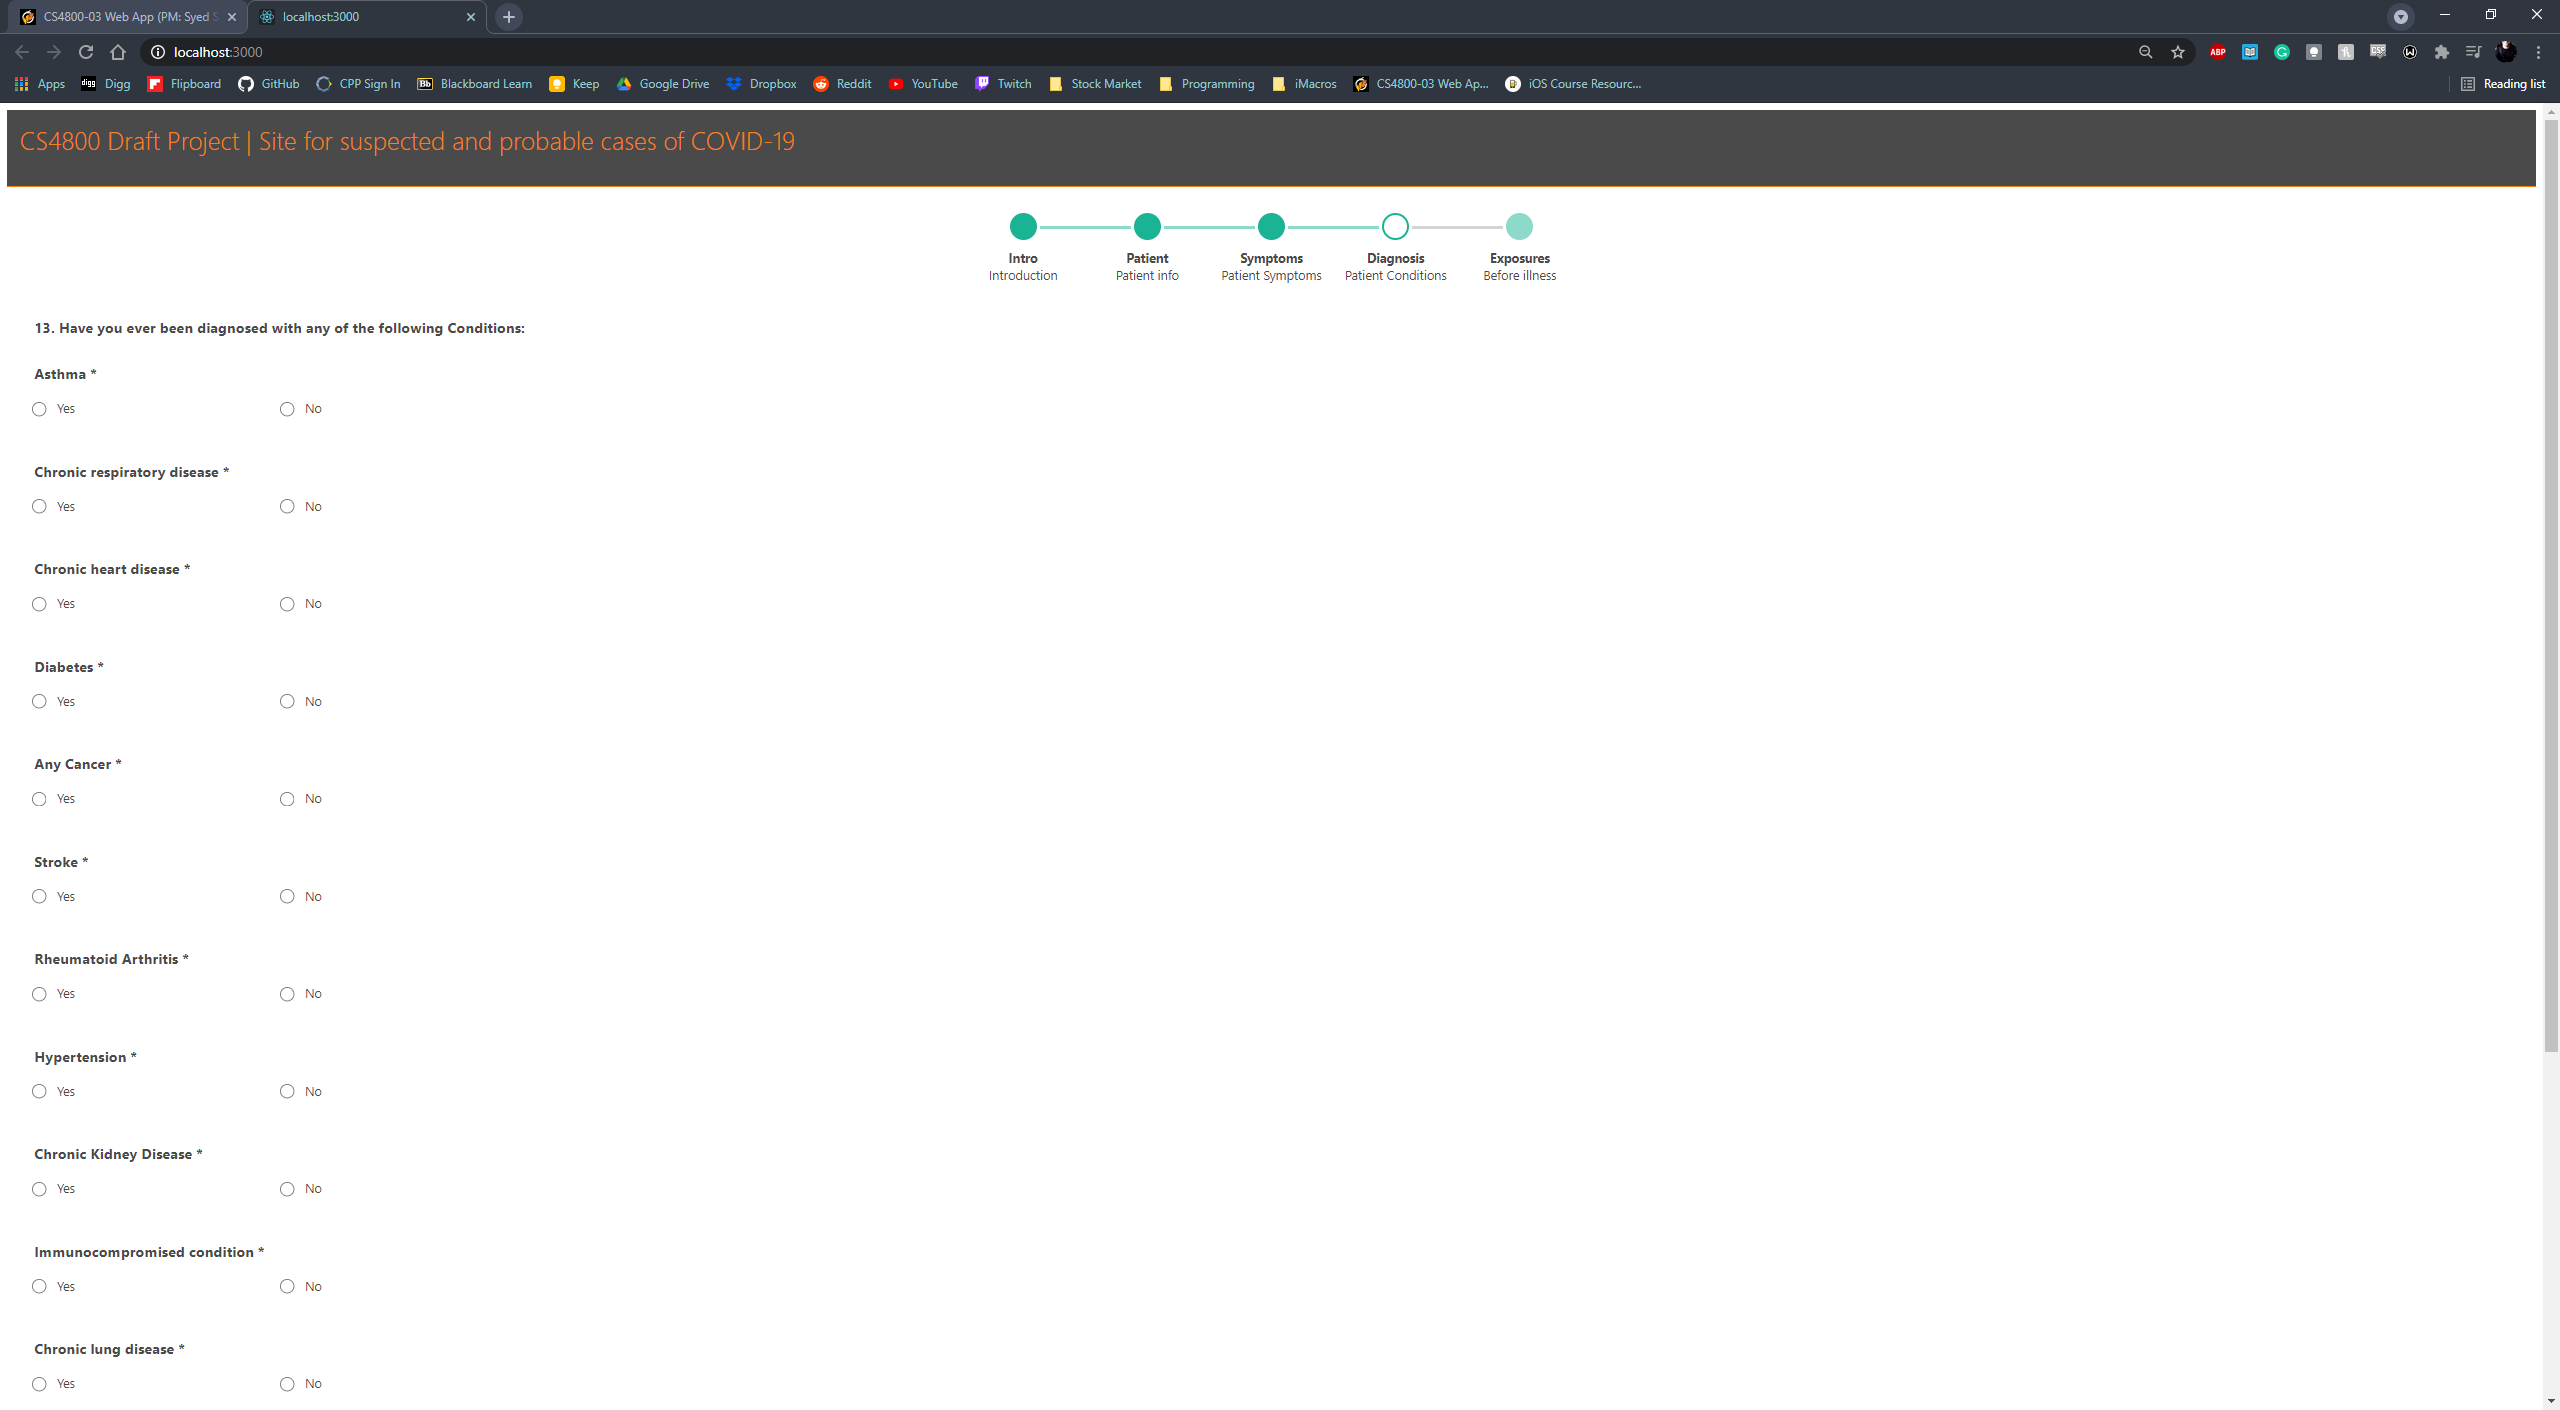 CS4800-03 Web App (PM: Syed S
localhost:3000
localhost:3000
ABP
Apps
digg
Digg
Flipboard
GitHub
CPP Sign In
Bb
Blackboard Learn
Keep
Google Drive
Dropbox
Reddit
YouTube
Twitch
Stock Market
Programming
iMacros
CS4800-03 Web Ap...
iOS Course Resourc...
Reading list
CS4800 Draft Project | Site for suspected and probable cases of COVID-19
Intro
Introduction
Patient
Patient info
Symptoms
Patient Symptoms
Diagnosis
Patient Conditions
Exposures
Before illness
13. Have you ever been diagnosed with any of the following Conditions:
Asthma *
Yes No
Chronic respiratory disease *
Yes No
Chronic heart disease *
Yes No
Diabetes *
Yes No
Any Cancer *
Yes No
Stroke *
Yes No
Rheumatoid Arthritis *
Yes No
Hypertension *
Yes No
Chronic Kidney Disease *
Yes No
Immunocompromised condition *
Yes No
Chronic lung disease *
Yes No